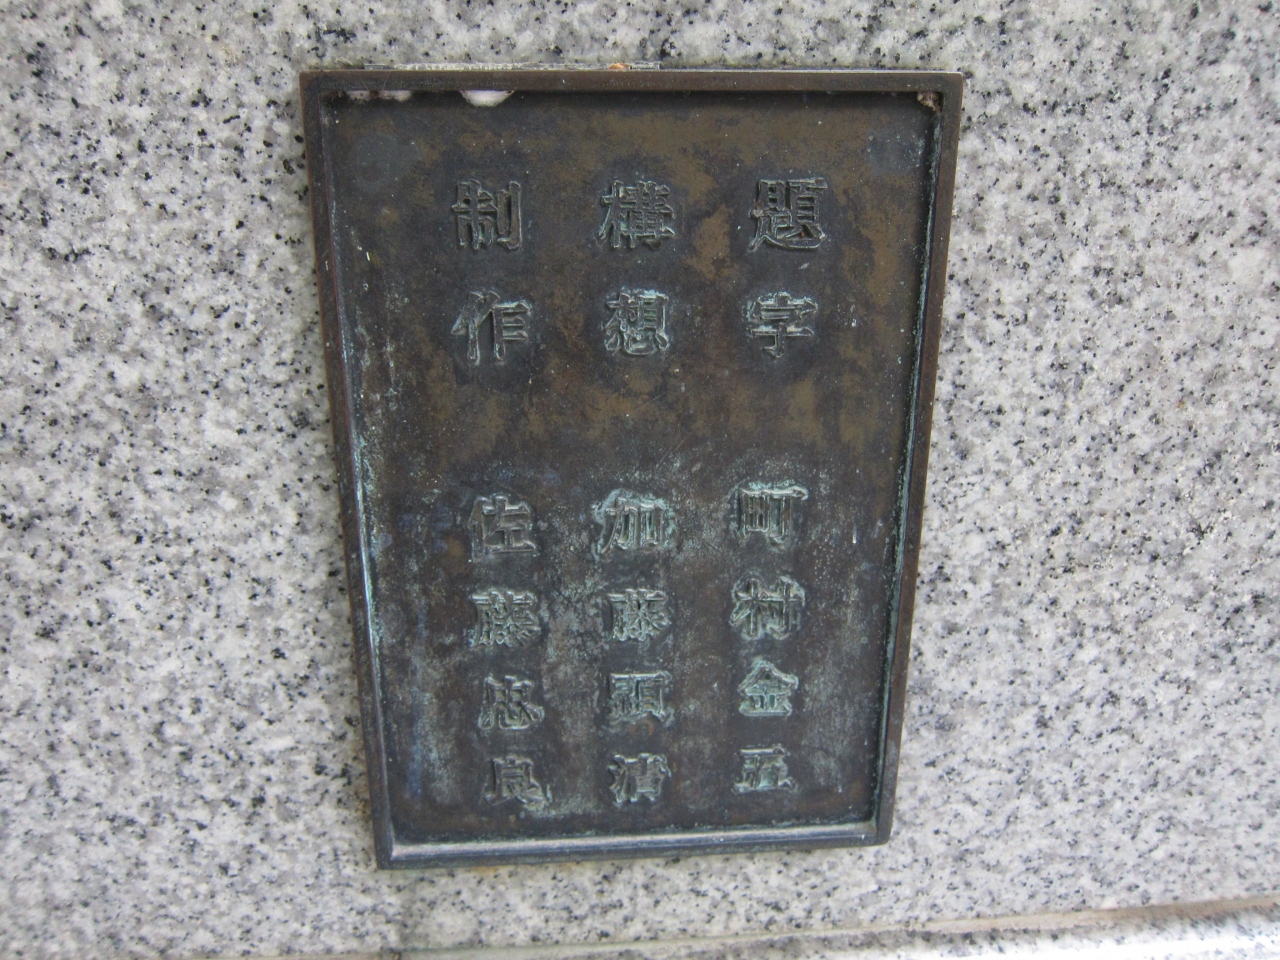 題字 町村金五
構想 加藤顕清
制作 佐藤忠良